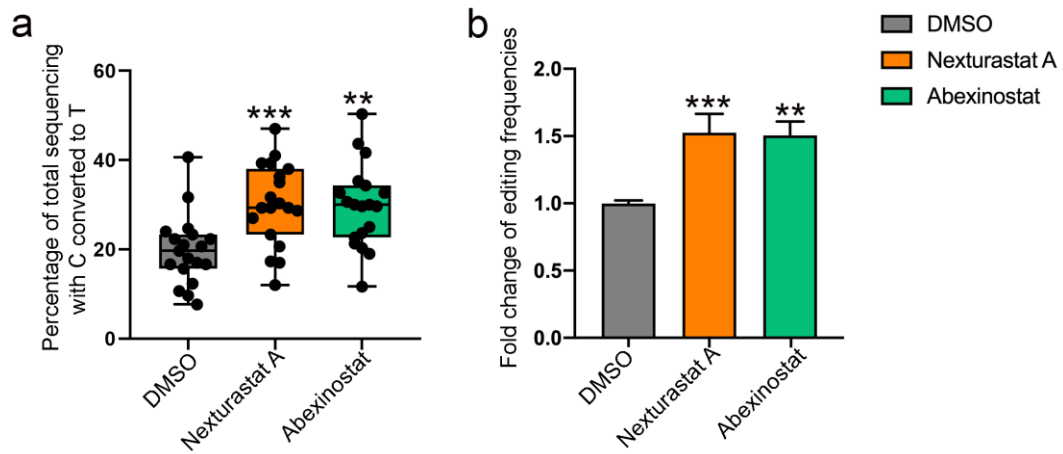 a
Percentage of total sequencing
with C converted to T
60
40
20
0
***
**
DMSO
Nexturastat A
Abexinostat
b
Fold change of editing frequencies
2.0
1.5
1.0
0.5
0.0
***
**
DMSO
Nexturastat A
Abexinostat
DMSO
Nexturastat A
Abexinostat